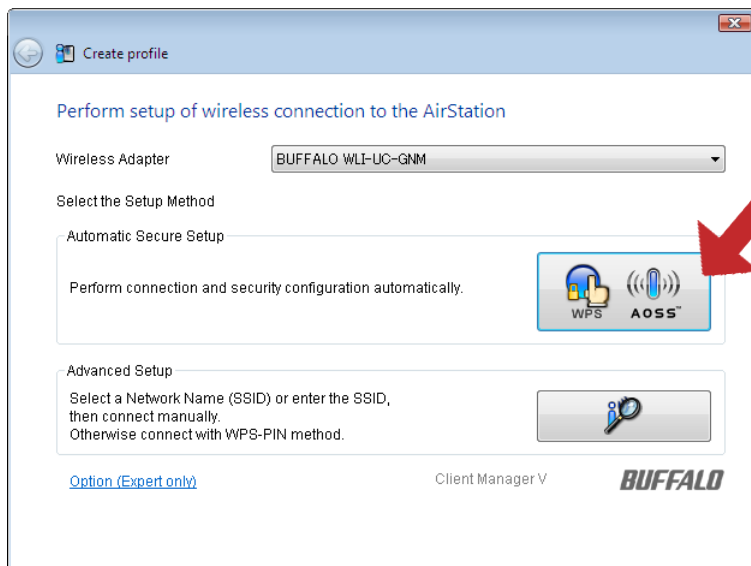 Create profile
Perform setup of wireless connection to the AirStation
Wireless Adapter
BUFFALO WLI-UC-GNM
Select the Setup Method
Automatic Secure Setup
Perform connection and security configuration automatically.
WPS
AOSS™
Advanced Setup
Select a Network Name (SSID) or enter the SSID,
then connect manually.
Otherwise connect with WPS-PIN method.
Option (Expert only)
Client Manager V
BUFFALO